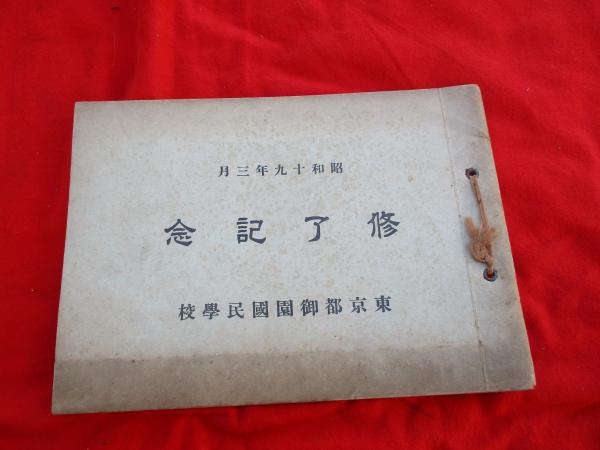 昭和十九年三月
修了記念
東京都御園國民學校